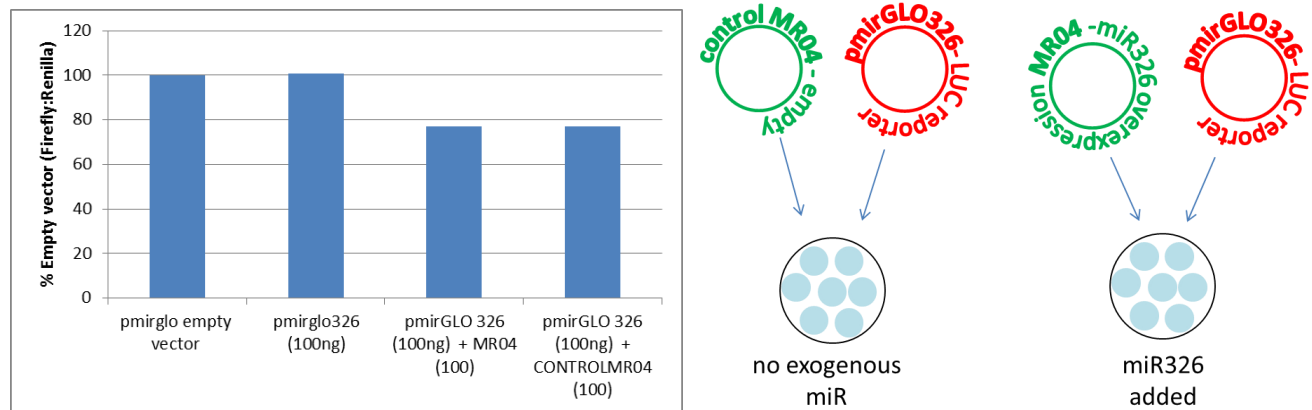 % Empty vector (Firefly:Renilla)
120
100
80
60
40
20
0
pmirglo empty
vector
pmirglo326
(100ng)
pmirGLO 326
(100ng) + MR04
(100)
pmirGLO 326
(100ng) +
CONTROLMR04
(100)
control MR04 - empty
pmirGLO326- LUC reporter
no exogenous
miR
MR04 -miR326 overexpression
pmirGLO326- LUC reporter
miR326
added